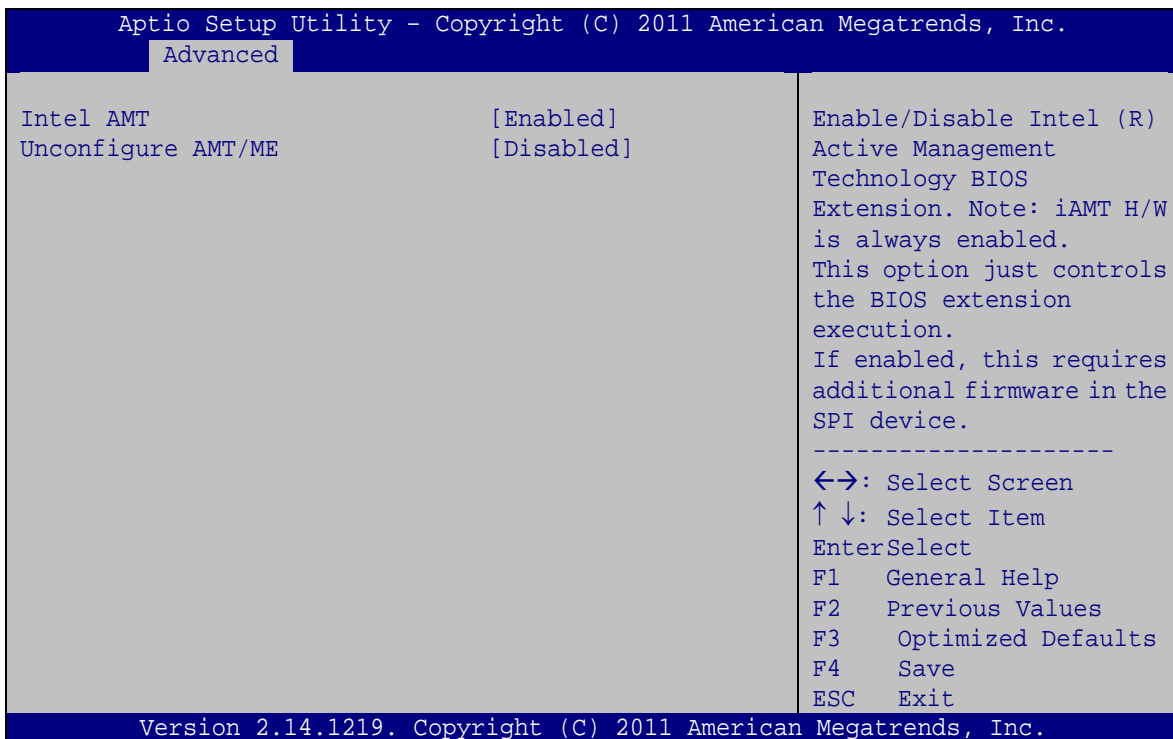 Aptio Setup Utility – Copyright (C) 2011 American Megatrends, Inc.
Advanced
Intel AMT [Enabled]
Unconfigure AMT/ME [Disabled]
Enable/Disable Intel (R)
Active Management
Technology BIOS
Extension. Note: iAMT H/W
is always enabled.
This option just controls
the BIOS extension
execution.
If enabled, this requires
additional firmware in the
SPI device.
---------------------
←→: Select Screen
↑ ↓: Select Item
EnterSelect
F1 General Help
F2 Previous Values
F3 Optimized Defaults
F4 Save
ESC Exit
Version 2.14.1219. Copyright (C) 2011 American Megatrends, Inc.